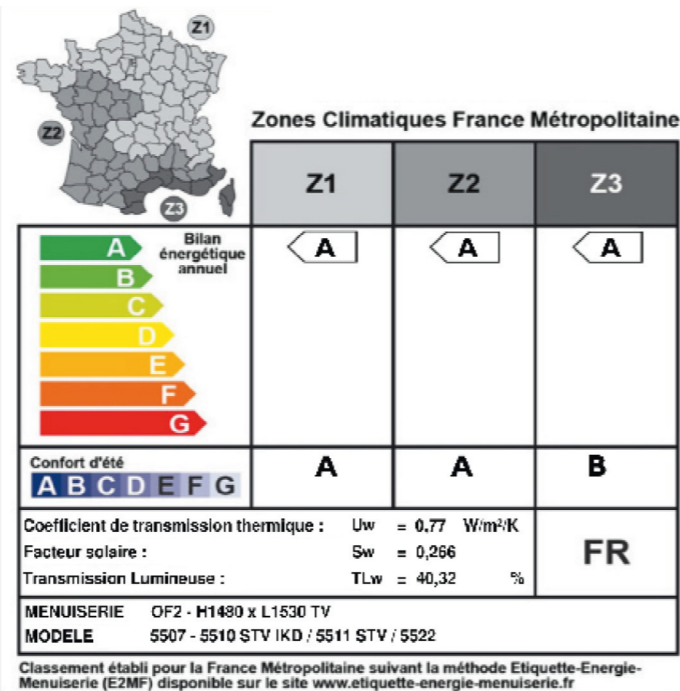 Z1
Z2
Z3
Zones Climatiques France Métropolitaine
Z1 Z2 Z3
Bilan énergétique annuel
A
B
C
D
E
F
G
A A A
Confort d'été
A B C D E F G
A A B
Coefficient de transmission thermique : Uw = 0,77 W/m²/K
Facteur solaire : Sw = 0,266
Transmission Lumineuse : TLw = 40,32 %
FR
MENUISERIE OF2 - H1480 x L1530 TV
MODELE 5507 - 5510 STV IKD / 5511 STV / 5522
Classement établi pour la France Métropolitaine suivant la méthode Etiquette-Energie-
Menuiserie (E2MF) disponible sur le site www.etiquette-energie-menuiserie.fr